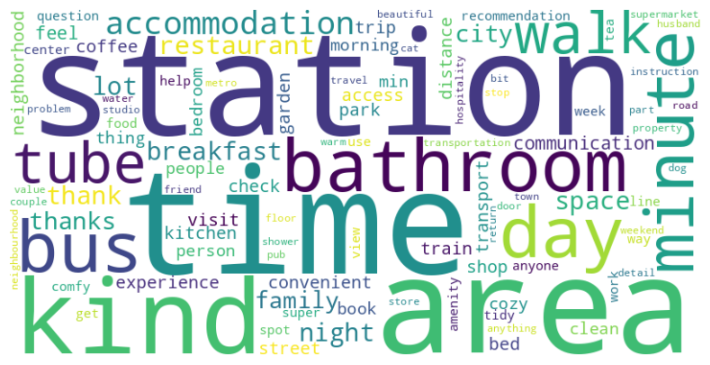 question beautiful recommendation supermarket
accommodation trip tea husband
feel cat
center coffee restaurant morning city walk instruction
neighborhood station distance
help metro travel bit stop hospitality week part road
problem water lot min access minute
studio bedroom garden park property
food
thing tube breakfast bathroom use warm transportation communication
people dog
value thank check time day space line
couple friend
thanks visit transport town way
neighbourhood bus kitchen floor view door weekend
person shower train return shop anyone
pub
comfy experience convenient amenity work detail
get kind family book store area cozy tidy
super anything clean
night spot bed
street